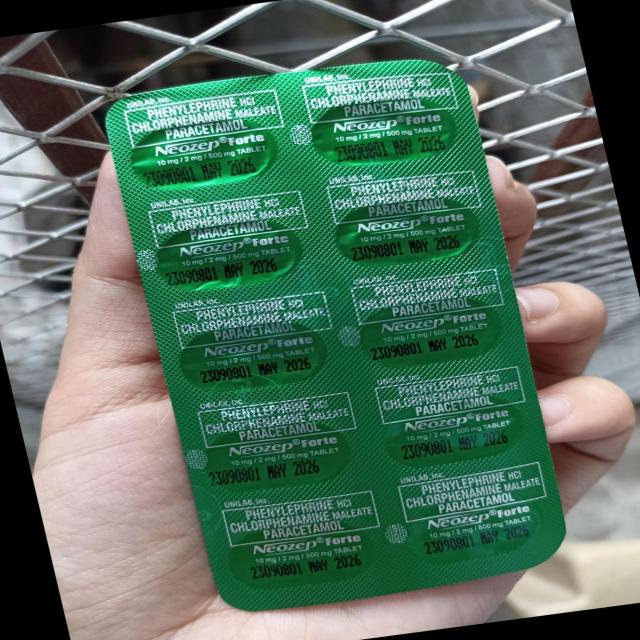 UNILAB, Inc.
PHENYLEPHRINE HCl
CHLORPHENAMINE MALEATE
PARACETAMOL
Neozep® Forte
10 mg / 2 mg / 500 mg TABLET
23090801 MAY 2026
UNILAB, Inc.
PHENYLEPHRINE HCl
CHLORPHENAMINE MALEATE
PARACETAMOL
Neozep® Forte
10 mg / 2 mg / 500 mg TABLET
23090801 MAY 2026
UNILAB, Inc.
PHENYLEPHRINE HCl
CHLORPHENAMINE MALEATE
PARACETAMOL
Neozep® Forte
10 mg / 2 mg / 500 mg TABLET
23090801 MAY 2026
UNILAB, Inc.
PHENYLEPHRINE HCl
CHLORPHENAMINE MALEATE
PARACETAMOL
Neozep® Forte
10 mg / 2 mg / 500 mg TABLET
23090801 MAY 2026
UNILAB, Inc.
PHENYLEPHRINE HCl
CHLORPHENAMINE MALEATE
PARACETAMOL
Neozep® Forte
10 mg / 2 mg / 500 mg TABLET
23090801 MAY 2026
UNILAB, Inc.
PHENYLEPHRINE HCl
CHLORPHENAMINE MALEATE
PARACETAMOL
Neozep® Forte
10 mg / 2 mg / 500 mg TABLET
23090801 MAY 2026
UNILAB, Inc.
PHENYLEPHRINE HCl
CHLORPHENAMINE MALEATE
PARACETAMOL
Neozep® Forte
10 mg / 2 mg / 500 mg TABLET
23090801 MAY 2026
UNILAB, Inc.
PHENYLEPHRINE HCl
CHLORPHENAMINE MALEATE
PARACETAMOL
Neozep® Forte
10 mg / 2 mg / 500 mg TABLET
23090801 MAY 2026
UNILAB, Inc.
PHENYLEPHRINE HCl
CHLORPHENAMINE MALEATE
PARACETAMOL
Neozep® Forte
10 mg / 2 mg / 500 mg TABLET
23090801 MAY 2026
UNILAB, Inc.
PHENYLEPHRINE HCl
CHLORPHENAMINE MALEATE
PARACETAMOL
Neozep® Forte
10 mg / 2 mg / 500 mg TABLET
23090801 MAY 2026